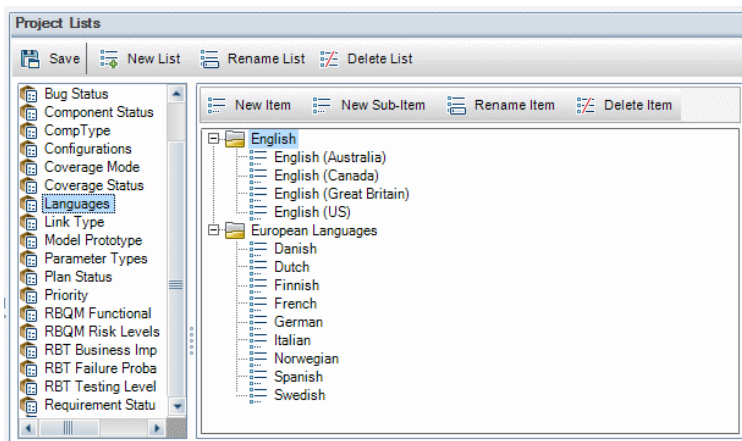 Project Lists
Save New List Rename List Delete List
Bug Status
Component Status
CompType
Configurations
Coverage Mode
Coverage Status
Languages
Link Type
Model Prototype
Parameter Types
Plan Status
Priority
RBQM Functional
RBQM Risk Levels
RBT Business Imp
RBT Failure Proba
RBT Testing Level
Requirement Statu
New Item New Sub-Item Rename Item Delete Item
English
English (Australia)
English (Canada)
English (Great Britain)
English (US)
European Languages
Danish
Dutch
Finnish
French
German
Italian
Norwegian
Spanish
Swedish